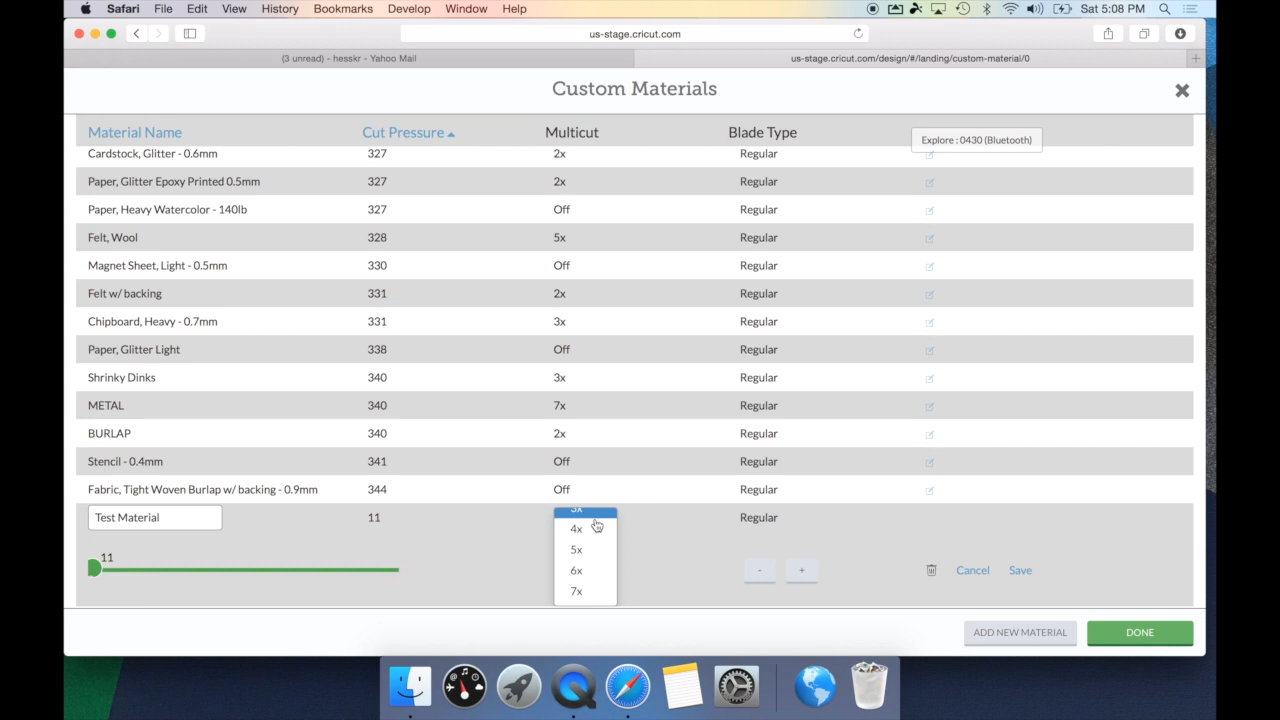 Safari File Edit View History Bookmarks Develop Window Help Sat 5:08 PM
us-stage.cricut.com
(3 unread) - hesskr - Yahoo Mail us-stage.cricut.com/design/#/landing/custom-material/0
Custom Materials
Material Name Cut Pressure Multicut Blade Type
Explore : 0430 (Bluetooth)
Cardstock, Glitter - 0.6mm 327 2x Regular
Paper, Glitter Epoxy Printed 0.5mm 327 2x Regular
Paper, Heavy Watercolor - 140lb 327 Off Regular
Felt, Wool 328 5x Regular
Magnet Sheet, Light - 0.5mm 330 Off Regular
Felt w/ backing 331 2x Regular
Chipboard, Heavy - 0.7mm 331 3x Regular
Paper, Glitter Light 338 Off Regular
Shrinky Dinks 340 3x Regular
METAL 340 7x Regular
BURLAP 340 2x Regular
Stencil - 0.4mm 341 Off Regular
Fabric, Tight Woven Burlap w/ backing - 0.9mm 344 Off Regular
Test Material 11 3x Regular
4x
5x
11 - + Cancel Save
6x
7x
ADD NEW MATERIAL DONE